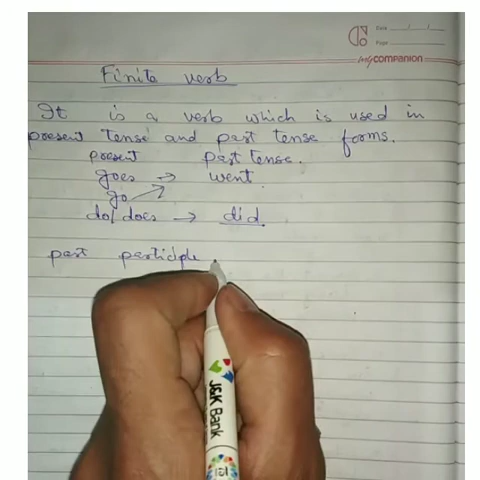 Date
Page
my companion
Finite verb
It is a verb which is used in
present tense and past tense forms.
present past tense.
goes → went
go
do/does → did
past participle
J&K Bank